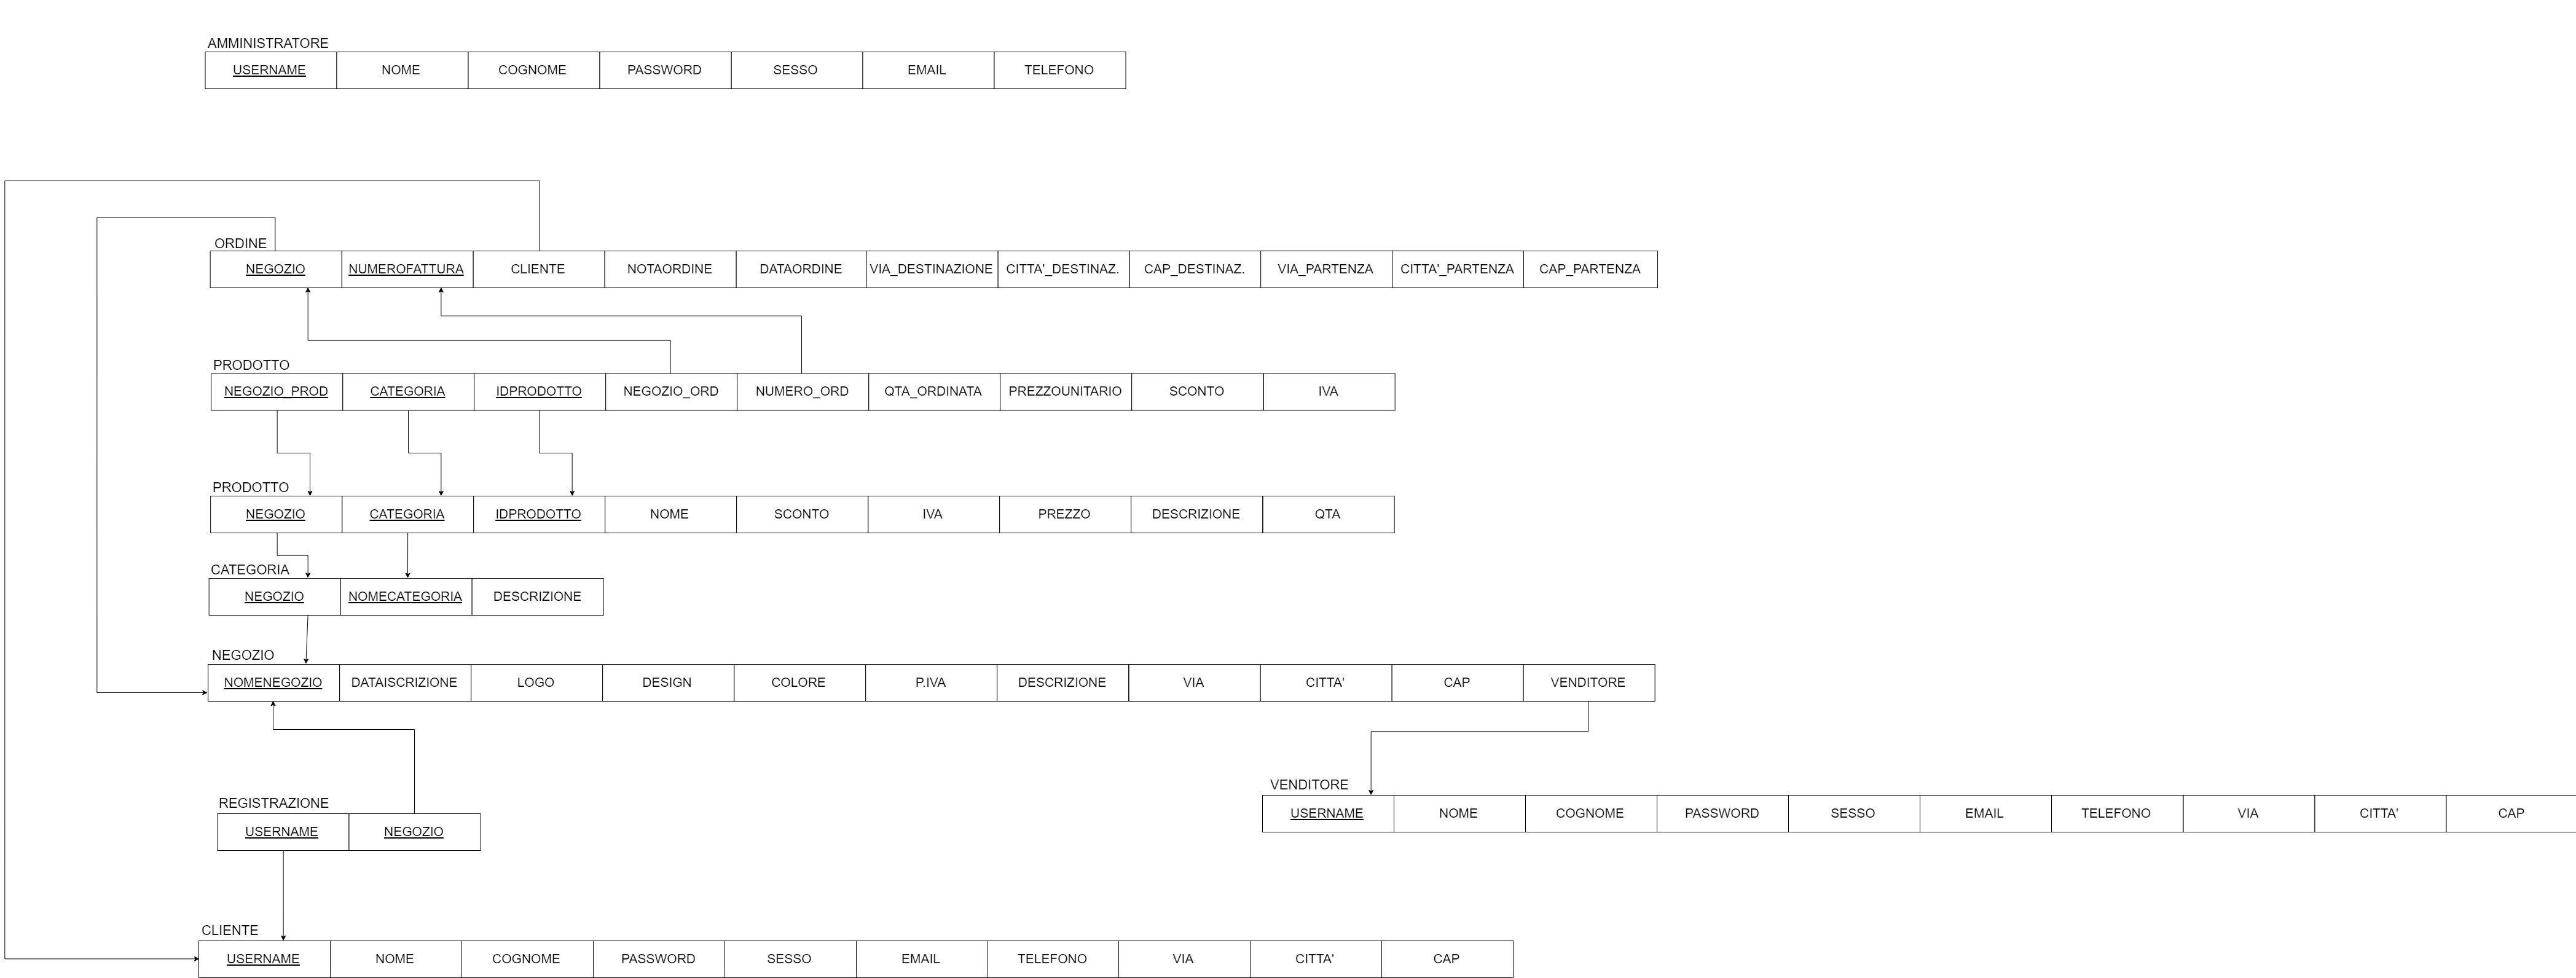 AMMINISTRATORE
USERNAME NOME COGNOME PASSWORD SESSO EMAIL TELEFONO
ORDINE
NEGOZIO NUMEROFATTURA CLIENTE NOTAORDINE DATAORDINE VIA_DESTINAZIONE CITTA'_DESTINAZ. CAP_DESTINAZ. VIA_PARTENZA CITTA'_PARTENZA CAP_PARTENZA
PRODOTTO
NEGOZIO_PROD CATEGORIA IDPRODOTTO NEGOZIO_ORD NUMERO_ORD QTA_ORDINATA PREZZOUNITARIO SCONTO IVA
PRODOTTO
NEGOZIO CATEGORIA IDPRODOTTO NOME SCONTO IVA PREZZO DESCRIZIONE QTA
CATEGORIA
NEGOZIO NOMECATEGORIA DESCRIZIONE
NEGOZIO
NOMENEGOZIO DATAISCRIZIONE LOGO DESIGN COLORE P.IVA DESCRIZIONE VIA CITTA' CAP VENDITORE
VENDITORE
USERNAME NOME COGNOME PASSWORD SESSO EMAIL TELEFONO VIA CITTA' CAP
REGISTRAZIONE
USERNAME NEGOZIO
CLIENTE
USERNAME NOME COGNOME PASSWORD SESSO EMAIL TELEFONO VIA CITTA' CAP